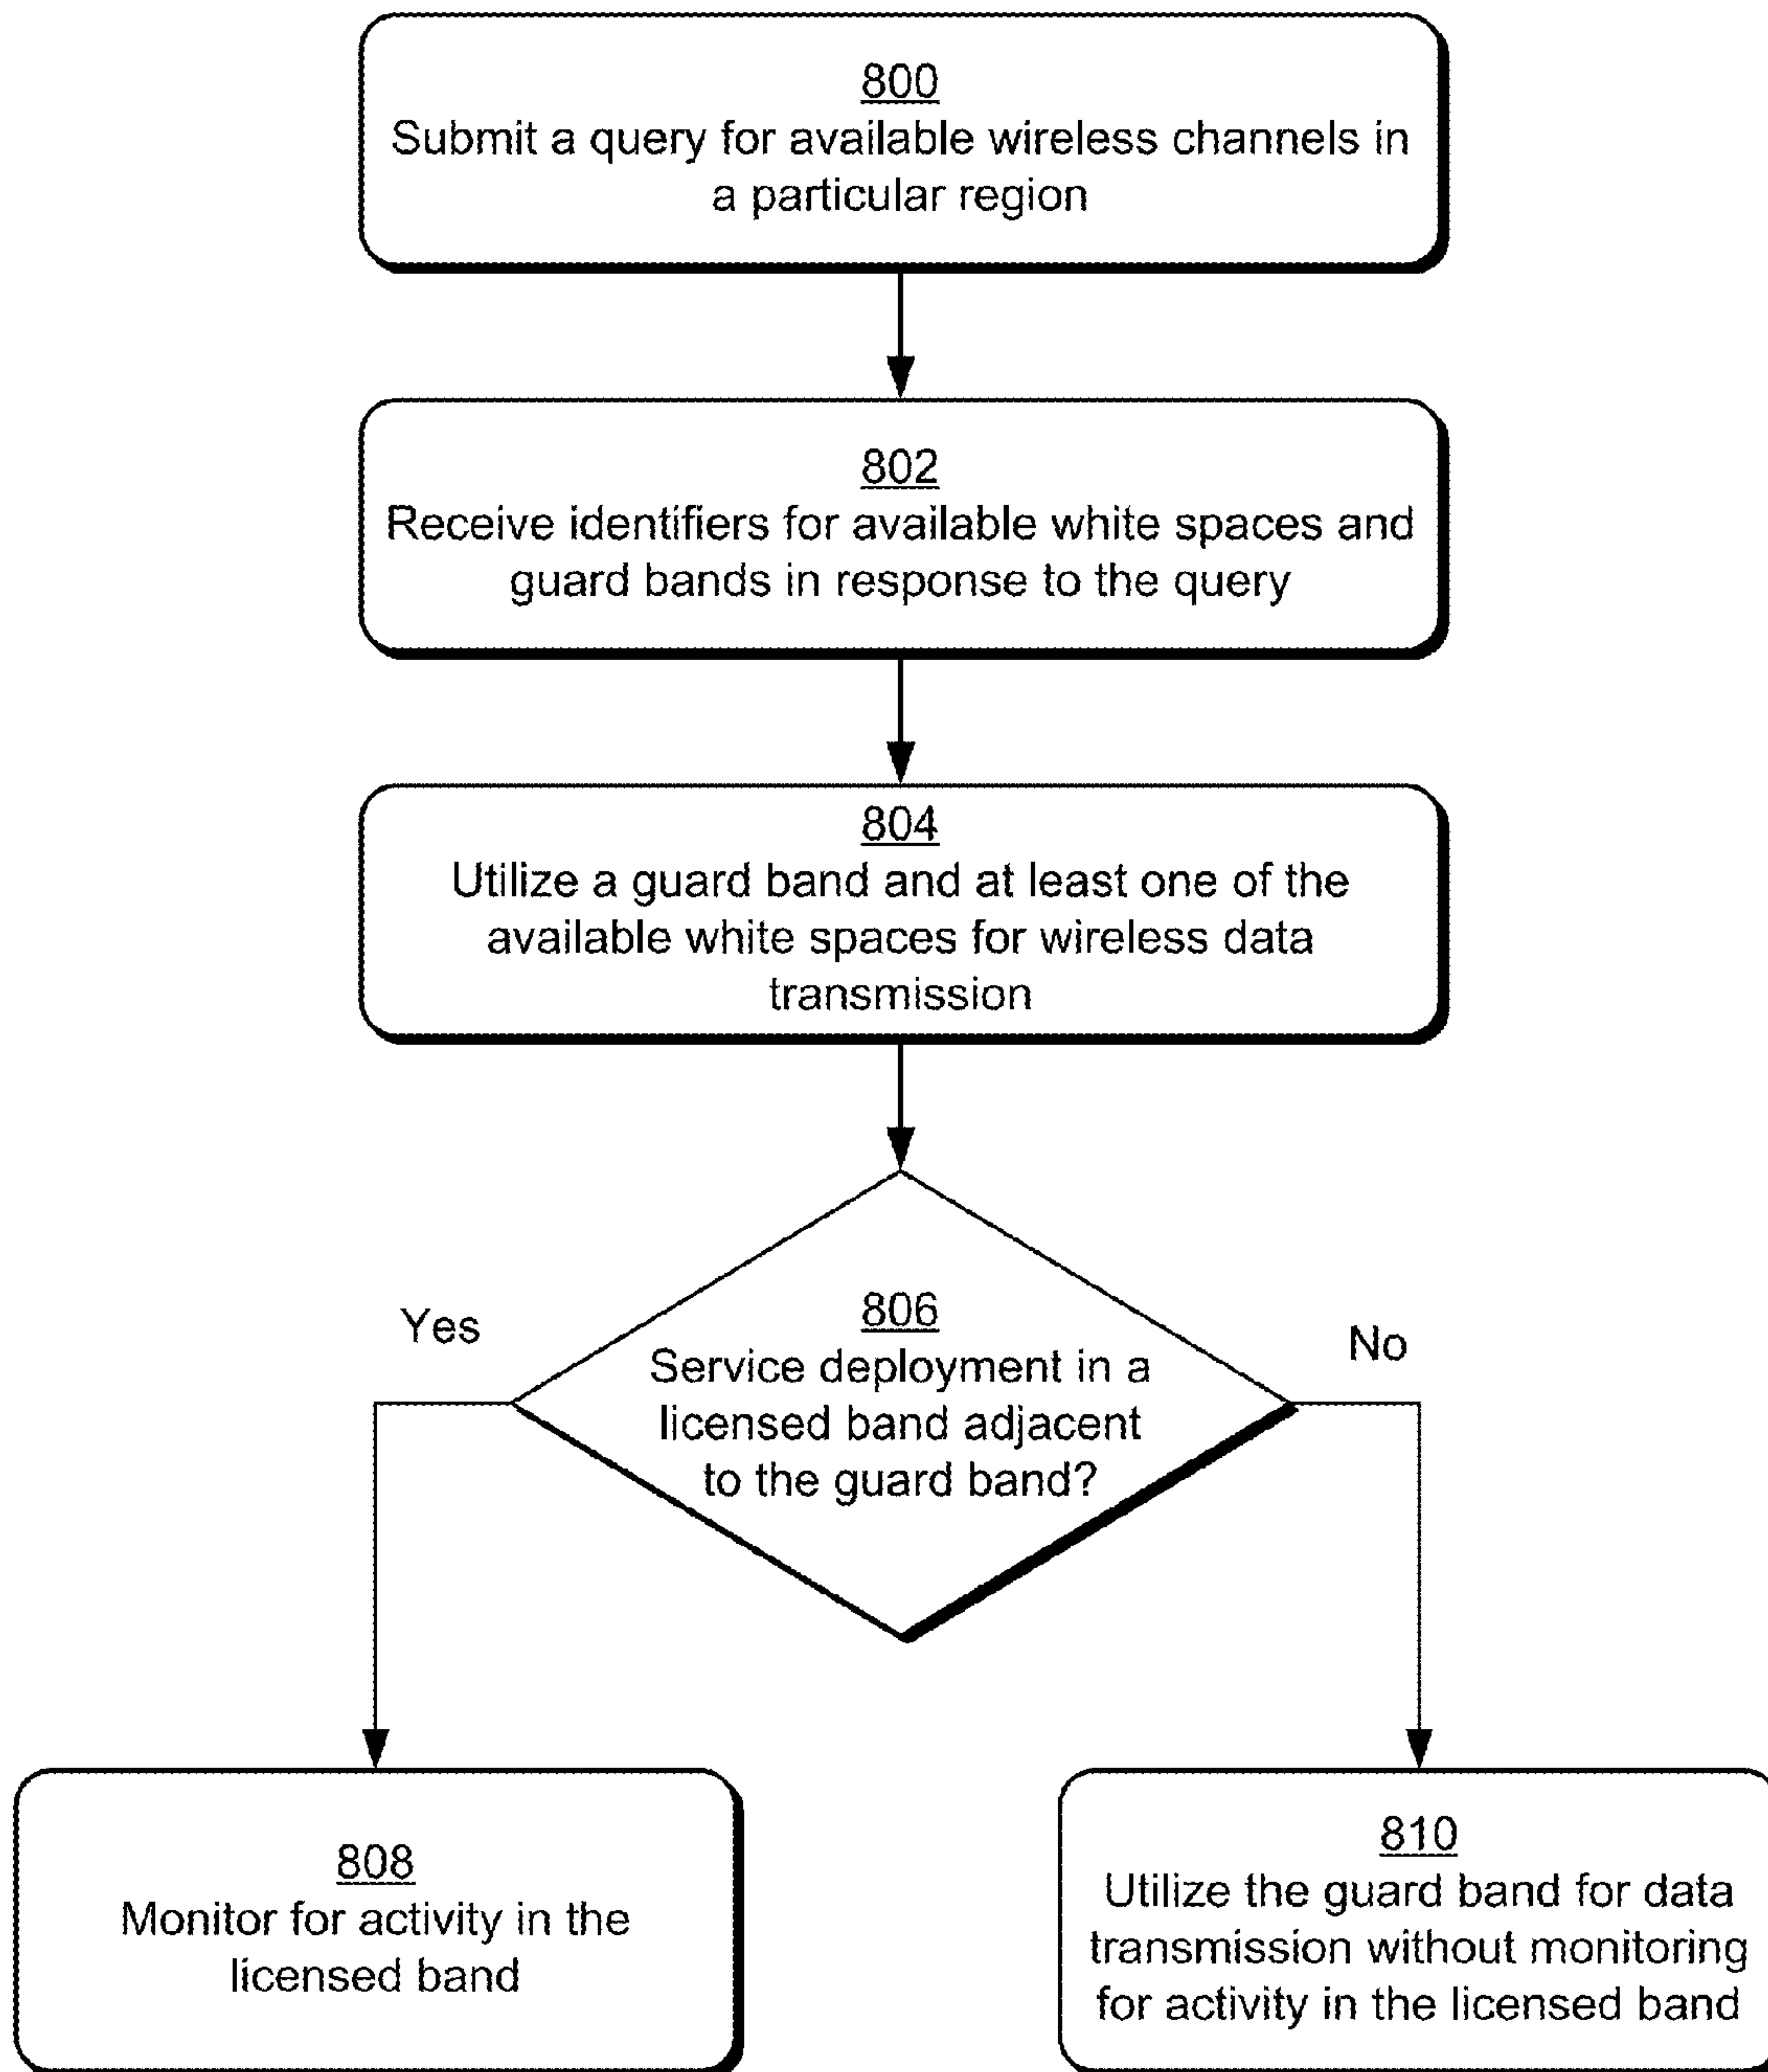 800
Submit a query for available wireless channels in
a particular region
802
Receive identifiers for available white spaces and
guard bands in response to the query
804
Utilize a guard band and at least one of the
available white spaces for wireless data
transmission
Yes
806
Service deployment in a
licensed band adjacent
to the guard band?
No
808
Monitor for activity in the
licensed band
810
Utilize the guard band for data
transmission without monitoring
for activity in the licensed band